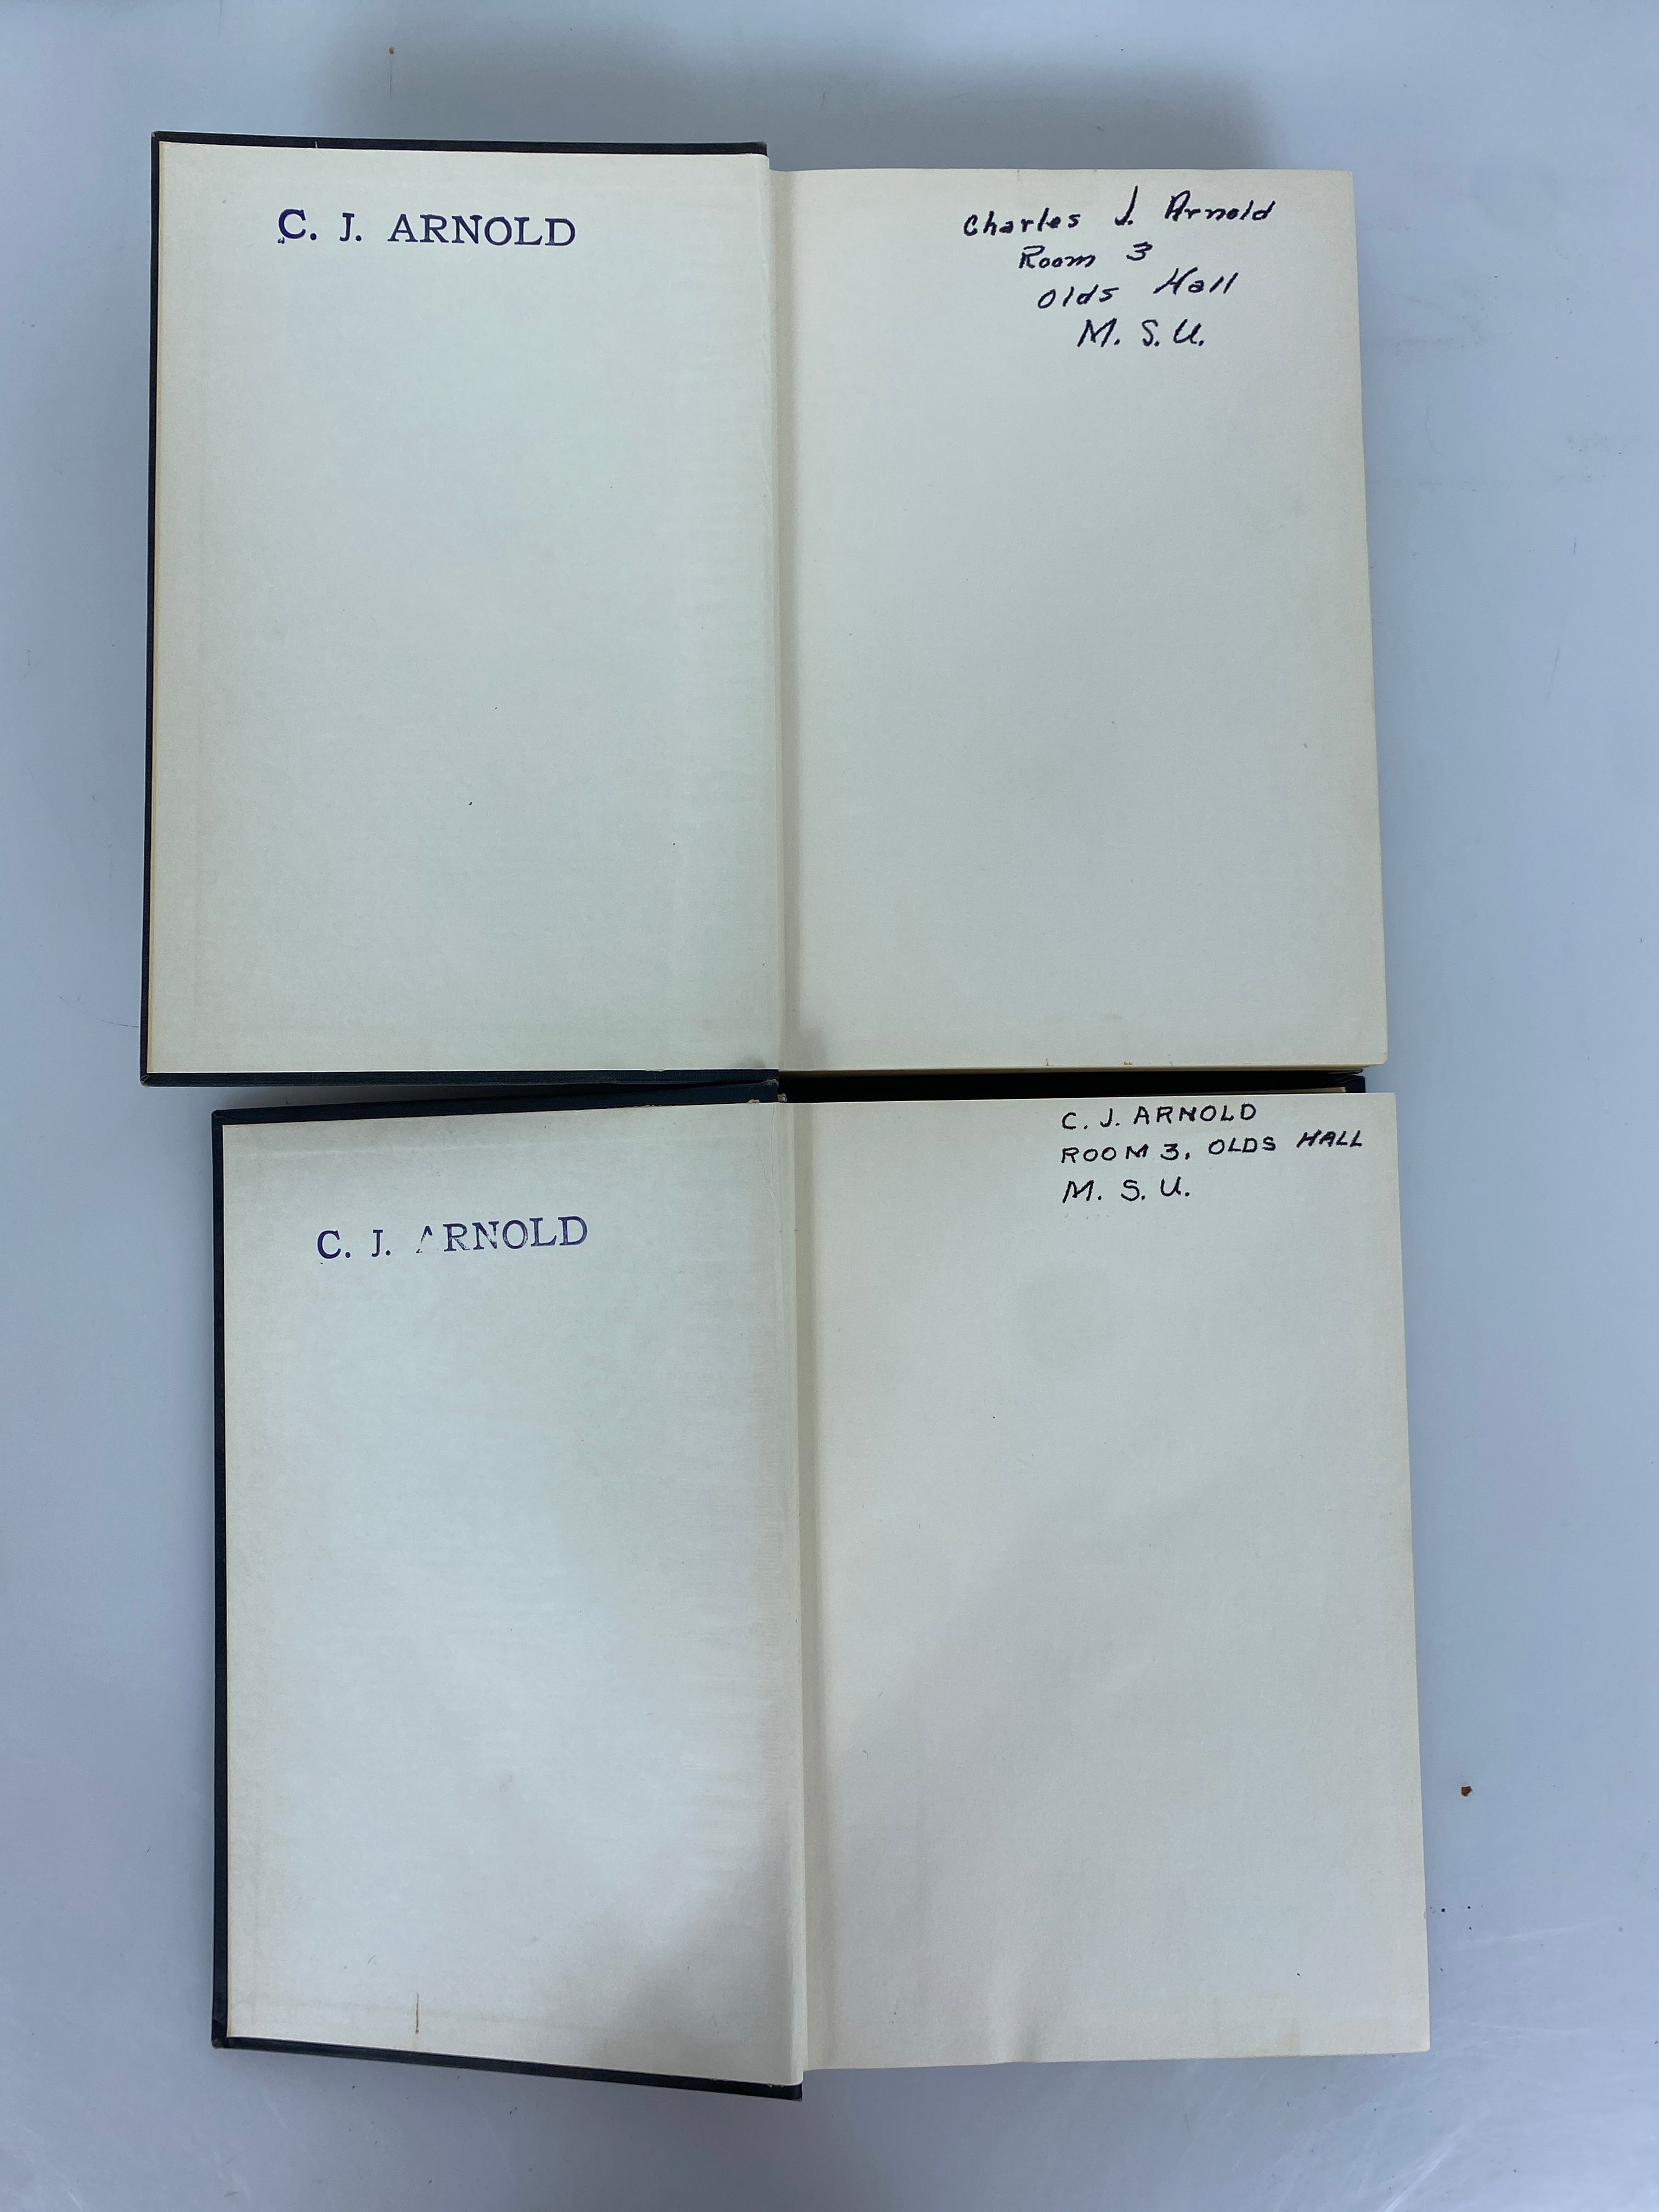 C. J. ARNOLD
Charles J. Arnold
Room 3
Olds Hall
M. S. U.
C. J. ARNOLD
C. J. ARNOLD
ROOM 3, OLDS HALL
M. S. U.